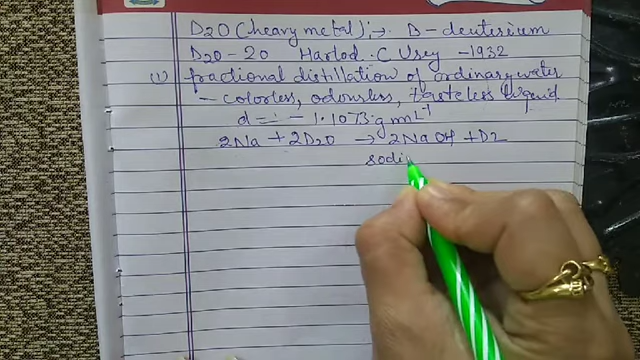 D2O (heavy metal) :→ D - deuterium
D2O - 20 Harlod . C Urey - 1932
(1) fractional distillation of ordinary water
- colorless, odourless, tasteless liquid
d = - 1.1073 g mL⁻¹
2Na + 2D2O → 2NaOH + D2
sodi